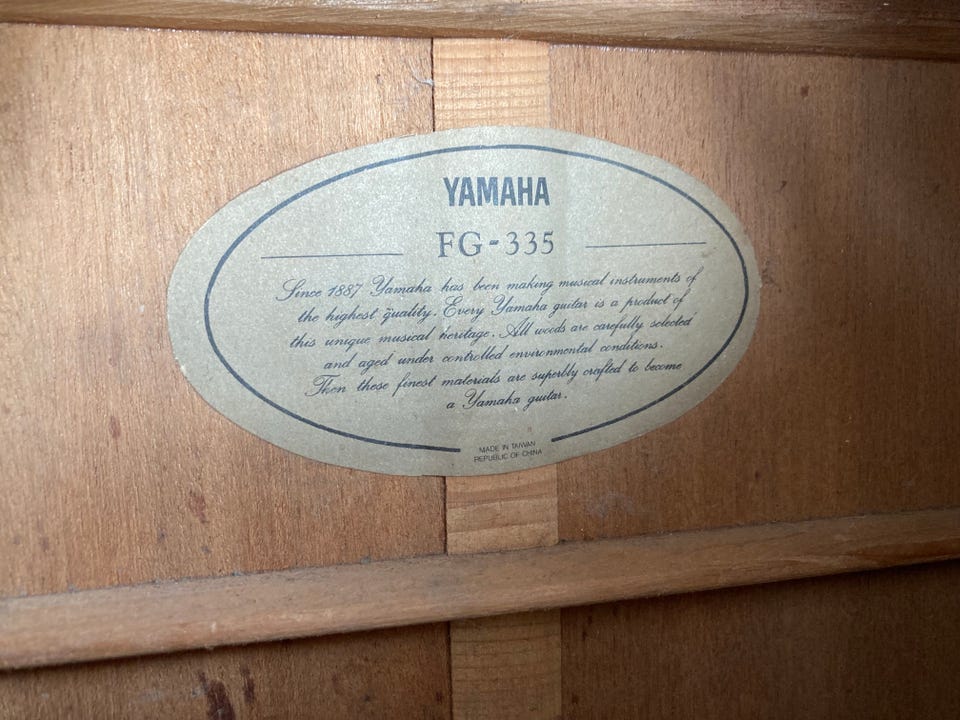 YAMAHA
FG-335
Since 1887 Yamaha has been making musical instruments of
the highest quality. Every Yamaha guitar is a product of
this unique musical heritage. All woods are carefully selected
and aged under controlled environmental conditions.
Then these finest materials are superbly crafted to become
a Yamaha guitar.
MADE IN TAIWAN
REPUBLIC OF CHINA